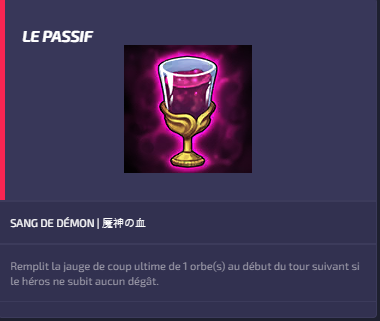 LE PASSIF
SANG DE DÉMON | 魔神の血
Remplit la jauge de coup ultime de 1 orbe(s) au début du tour suivant si
le héros ne subit aucun dégât.